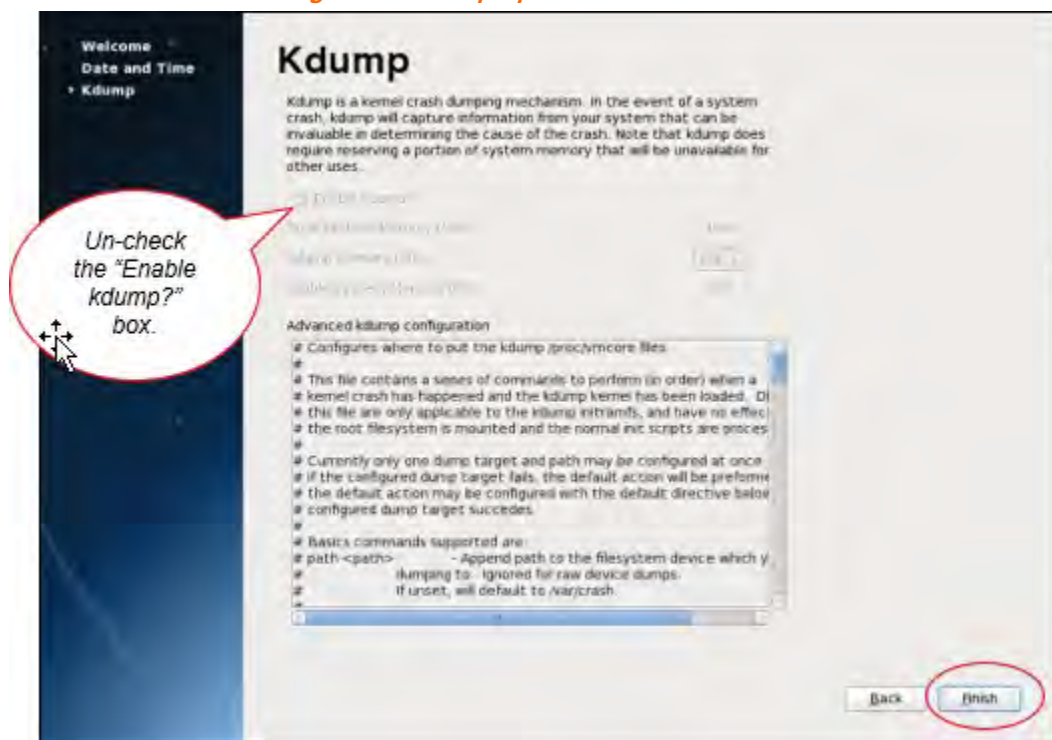 Welcome
Date and Time
Kdump
Kdump
Kdump is a kernel crash dumping mechanism. In the event of a system
crash, kdump will capture information from your system that can be
invaluable in determining the cause of the crash. Note that kdump does
require reserving a portion of system memory that will be unavailable for
other uses.
Un-check
the "Enable
kdump?"
box.
Advanced kdump configuration
# Configures where to put the kdump /proc/vmcore files
#
# This file contains a series of commands to perform (in order) when a
# kernel crash has happened and the kdump kernel has been loaded. Di
# this file are only applicable to the kdump initramfs, and have no effec
# the root filesystem is mounted and the normal init scripts are proces
#
# Currently only one dump target and path may be configured at once
# if the configured dump target fails, the default action will be preforme
# the default action may be configured with the default directive below
# configured dump target succedes
#
# Basics commands supported are:
# path <path> - Append path to the filesystem device which y
# dumping to. Ignored for raw device dumps.
# If unset, will default to /var/crash.
#
Back
Finish